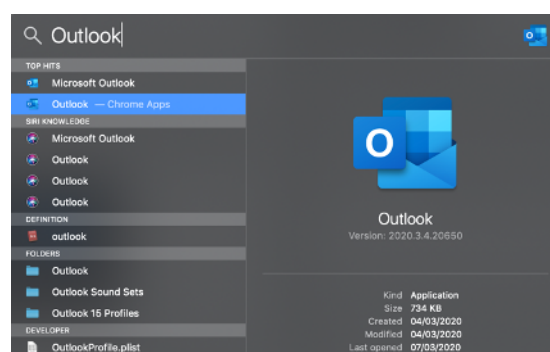 Outlook
TOP HITS
Microsoft Outlook
Outlook — Chrome Apps
SIRI KNOWLEDGE
Microsoft Outlook
Outlook
Outlook
Outlook
DEFINITION
outlook
FOLDERS
Outlook
Outlook Sound Sets
Outlook 15 Profiles
DEVELOPER
OutlookProfile.plist
O
Outlook
Version: 2020.3.4.20650
Kind Application
Size 734 KB
Created 04/03/2020
Modified 04/03/2020
Last opened 07/03/2020